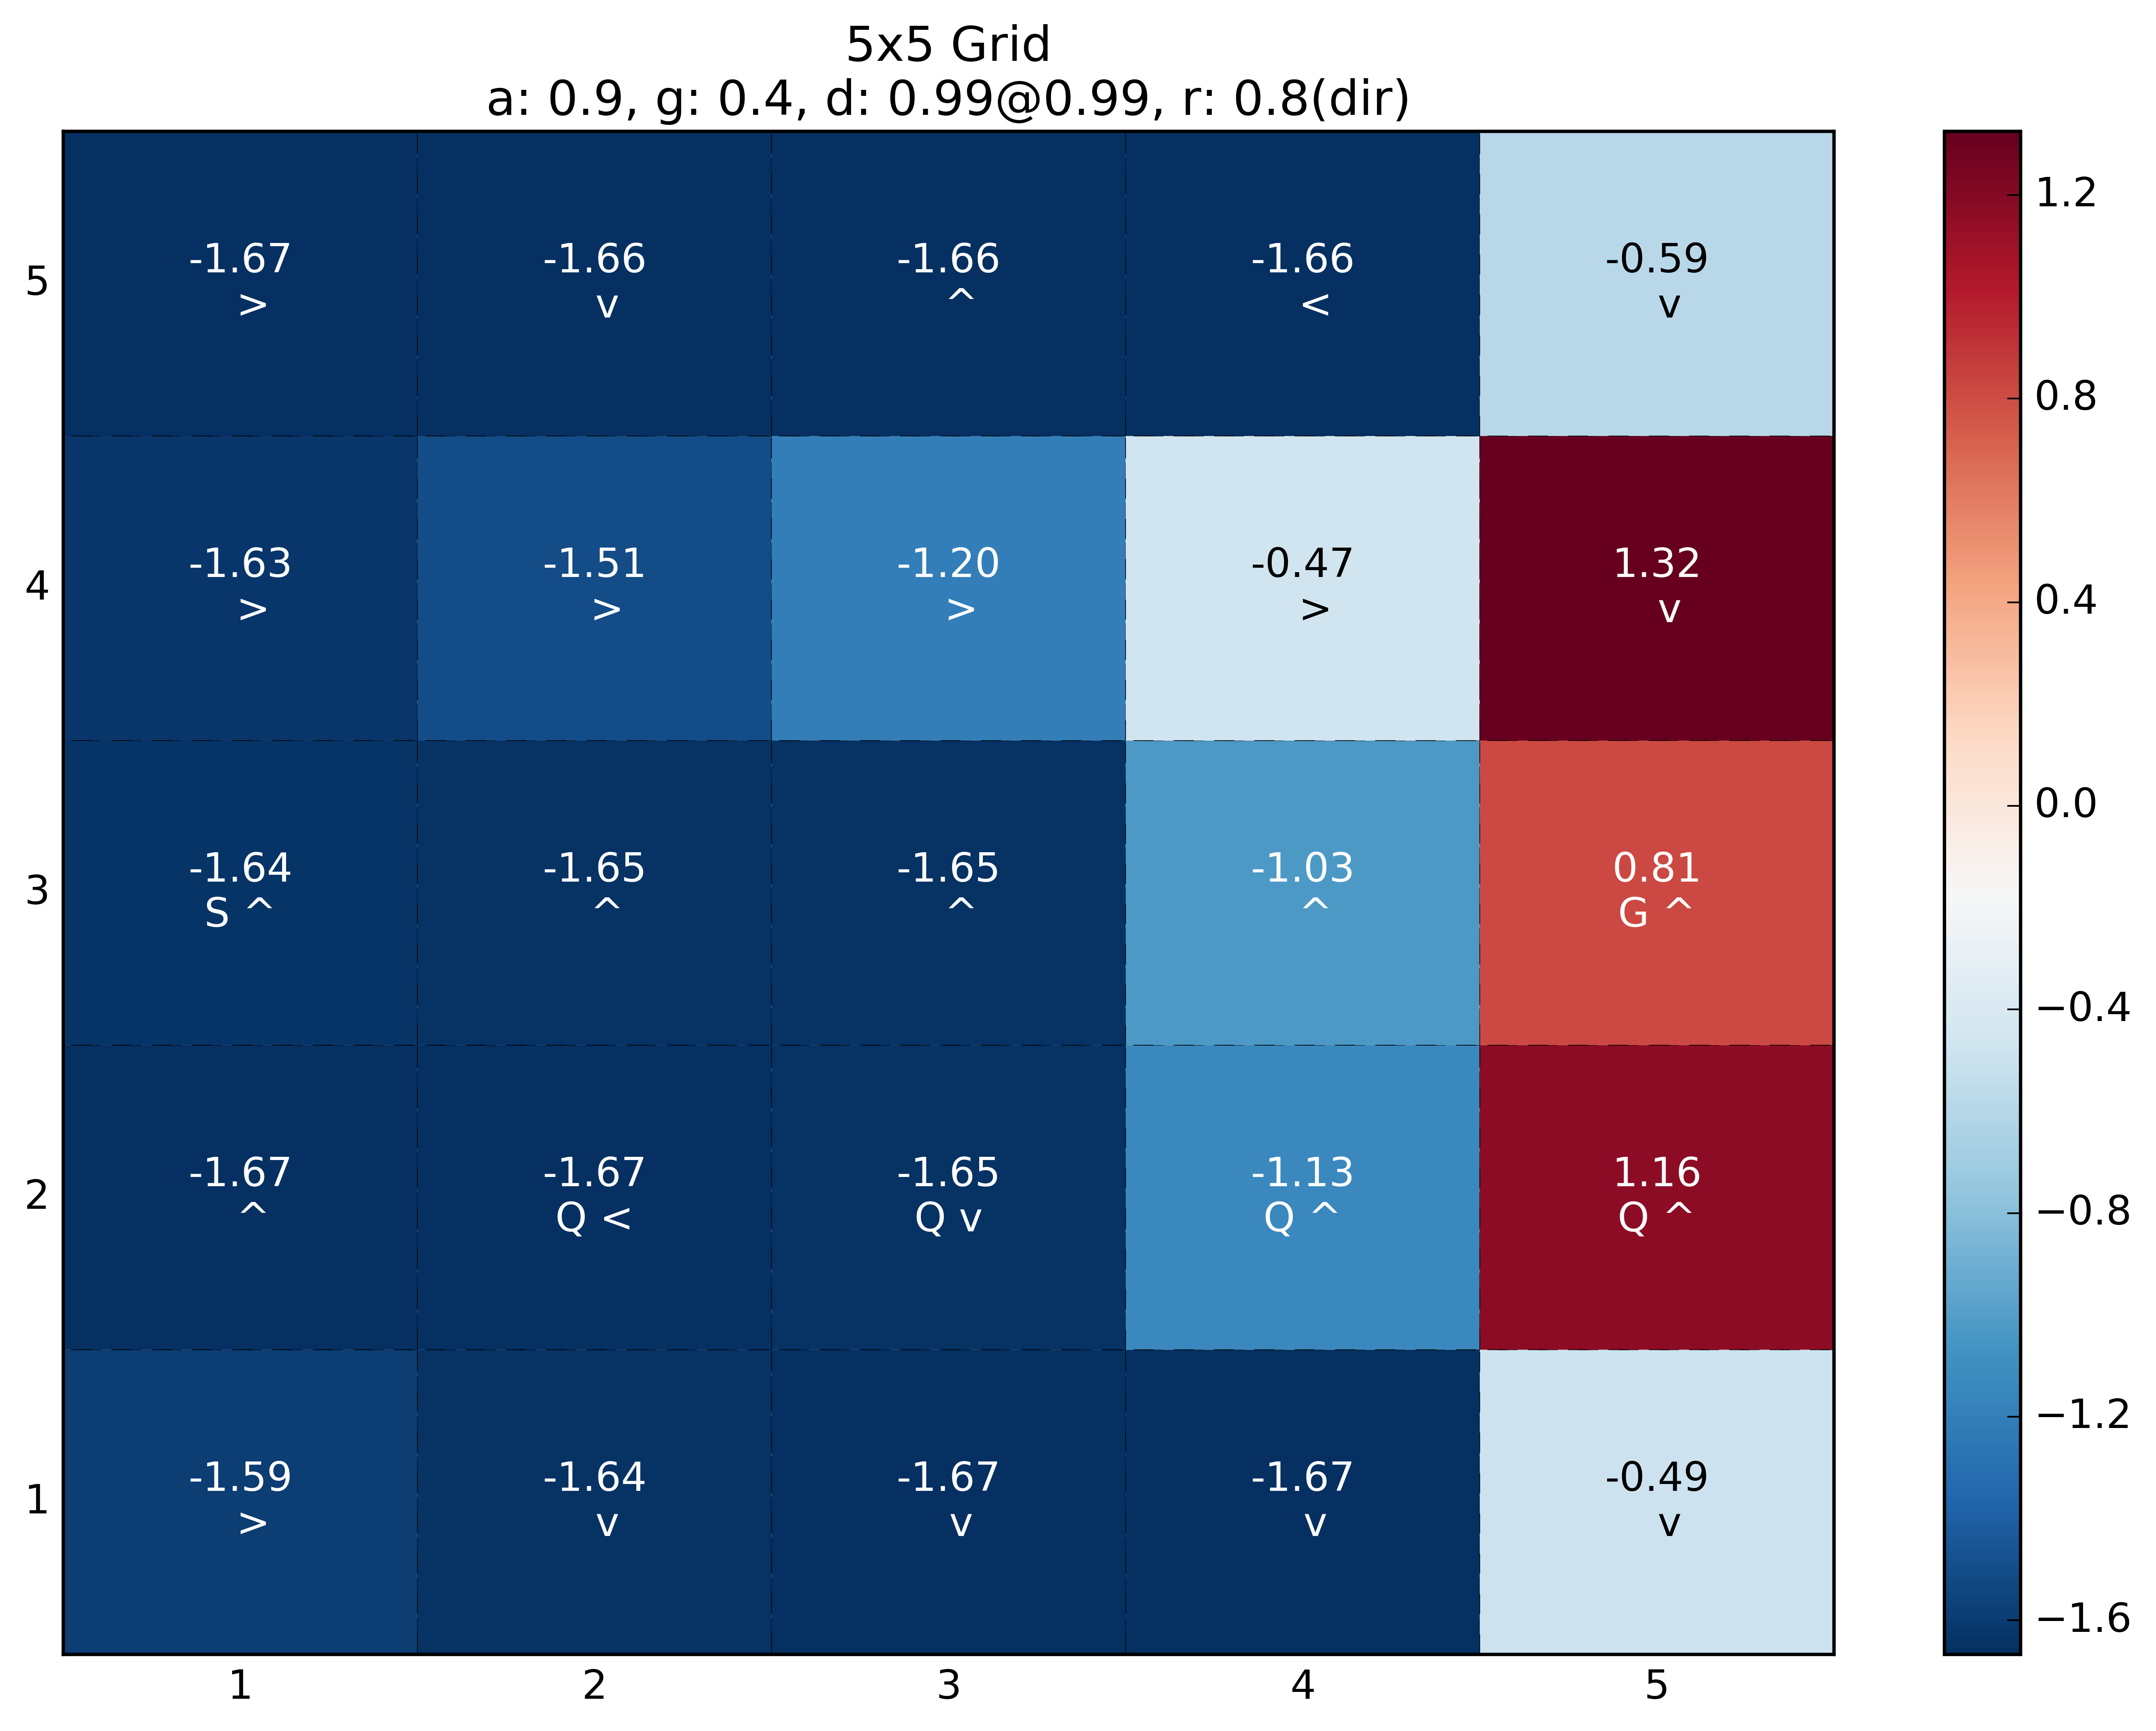 5x5 Grid
a: 0.9, g: 0.4, d: 0.99@0.99, r: 0.8(dir)
5
-1.67 -1.66 -1.66 -1.66 -0.59
> v ^ < v
4
-1.63 -1.51 -1.20 -0.47 1.32
> > > > v
3
-1.64 -1.65 -1.65 -1.03 0.81
S ^ ^ ^ ^ G ^
2
-1.67 -1.67 -1.65 -1.13 1.16
^ Q < Q v Q ^ Q ^
1
-1.59 -1.64 -1.67 -1.67 -0.49
> v v v v
1 2 3 4 5
1.2
0.8
0.4
0.0
−0.4
−0.8
−1.2
−1.6